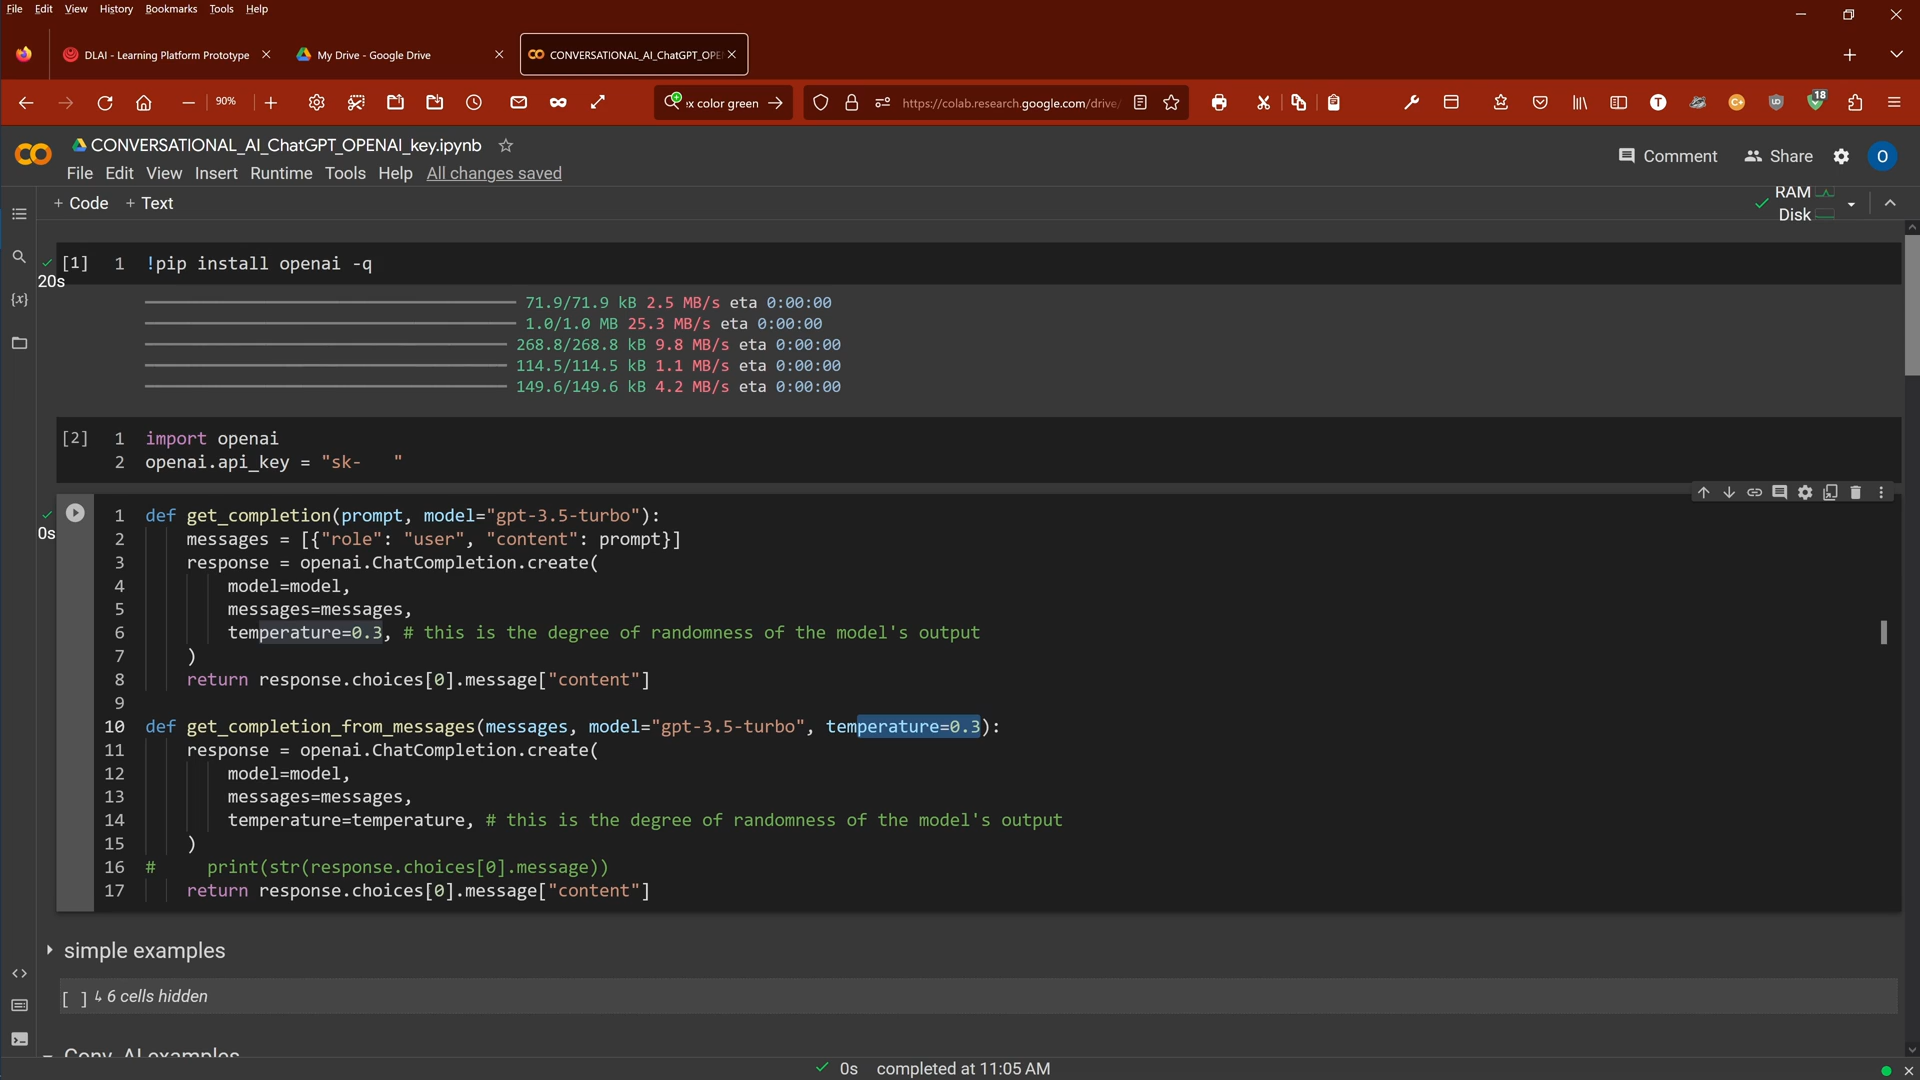 File Edit View History Bookmarks Tools Help
DLAI - Learning Platform Prototype
My Drive - Google Drive
CONVERSATIONAL_AI_ChatGPT_OPE
90%
color green
https://colab.research.google.com/drive/
18
CONVERSATIONAL_AI_ChatGPT_OPENAI_key.ipynb
File Edit View Insert Runtime Tools Help All changes saved
Comment Share O
+ Code + Text
RAM
Disk
[1] 1 !pip install openai -q
20s
71.9/71.9 kB 2.5 MB/s eta 0:00:00
1.0/1.0 MB 25.3 MB/s eta 0:00:00
268.8/268.8 kB 9.8 MB/s eta 0:00:00
114.5/114.5 kB 1.1 MB/s eta 0:00:00
149.6/149.6 kB 4.2 MB/s eta 0:00:00
[2] 1 import openai
2 openai.api_key = "sk-   "
0s
1 def get_completion(prompt, model="gpt-3.5-turbo"):
2     messages = [{"role": "user", "content": prompt}]
3     response = openai.ChatCompletion.create(
4         model=model,
5         messages=messages,
6         temperature=0.3, # this is the degree of randomness of the model's output
7     )
8     return response.choices[0].message["content"]
9
10 def get_completion_from_messages(messages, model="gpt-3.5-turbo", temperature=0.3):
11     response = openai.ChatCompletion.create(
12         model=model,
13         messages=messages,
14         temperature=temperature, # this is the degree of randomness of the model's output
15     )
16 #     print(str(response.choices[0].message))
17     return response.choices[0].message["content"]
simple examples
[ ] ↳ 6 cells hidden
Conv. AI examples
0s completed at 11:05 AM